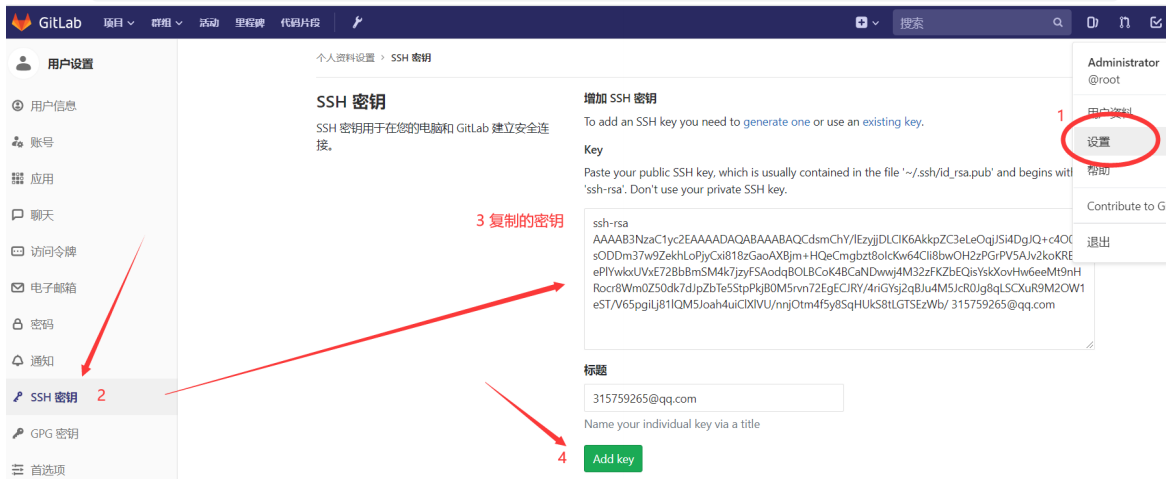 GitLab 项目 群组 活动 里程碑 代码片段 搜索
用户设置
用户信息
账号
应用
聊天
访问令牌
电子邮箱
密码
通知
SSH 密钥 2
GPG 密钥
首选项
个人资料设置 > SSH 密钥
SSH 密钥
SSH 密钥用于在您的电脑和 GitLab 建立安全连
接。
增加 SSH 密钥
To add an SSH key you need to generate one or use an existing key.
Key
Paste your public SSH key, which is usually contained in the file '~/.ssh/id_rsa.pub' and begins with
'ssh-rsa'. Don't use your private SSH key.
3 复制的密钥
ssh-rsa
AAAAB3NzaC1yc2EAAAADAQABAAABAQCdsmChY/lEzyjjDLClK6AkkpZC3eLeOqjJSi4DgJQ+c4O0
sODDm37w9ZekhLoPjyCxi818zGaoAXBjm+HQeCmgbzt8oIcKw64Cli8bwOH2zPGrPV5AJv2koKRE
ePlYwkxUVxE72BbBmSM4k7jzyFSAodqBOLBCoK4BCaNDwwj4M32zFKZbEQisYskXovHw6eeMt9nH
Rocr8Wm0Z50dk7dJpZbTe5StpPkjB0M5rvn72EgECJRY/4riGYsj2qBJu4M5JcR0Jg8qLSCXuR9M2OW1
eST/V65pgiLj81lQM5Joah4uiClXlVU/nnjOtm4f5y8SqHUkS8tLGTSEzWb/ 315759265@qq.com
标题
315759265@qq.com
Name your individual key via a title
4 Add key
Administrator
@root
1 用户资料
设置
帮助
Contribute to G
退出